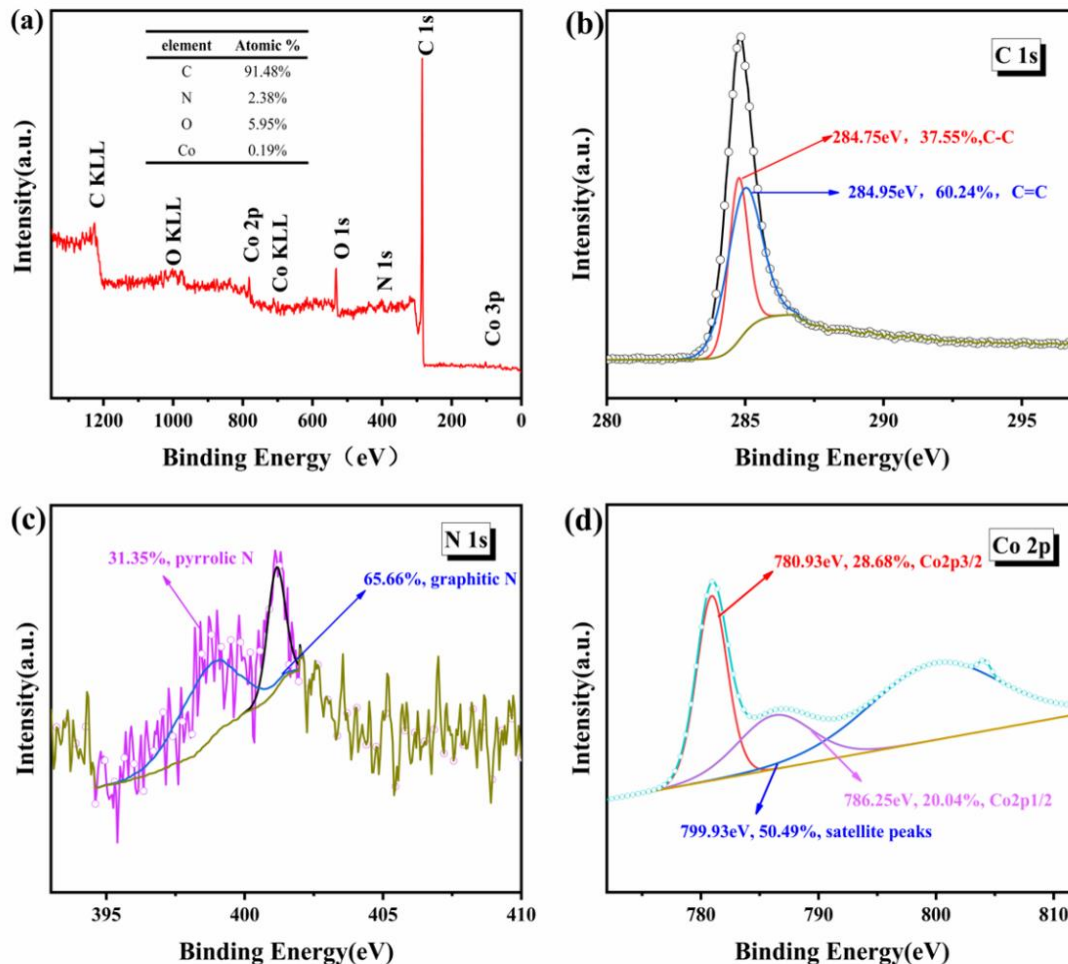 (a)
element Atomic %
C 91.48%
N 2.38%
O 5.95%
Co 0.19%
C KLL
O KLL
Co 2p
Co KLL
O 1s
N 1s
C 1s
Co 3p
Intensity(a.u.)
1200 1000 800 600 400 200 0
Binding Energy（eV）
(b)
C 1s
284.75eV，37.55%,C-C
284.95eV，60.24%，C=C
Intensity(a.u.)
280 285 290 295
Binding Energy(eV)
(c)
N 1s
31.35%, pyrrolic N
65.66%, graphitic N
Intensity(a.u.)
395 400 405 410
Binding Energy(eV)
(d)
Co 2p
780.93eV, 28.68%, Co2p3/2
786.25eV, 20.04%, Co2p1/2
799.93eV, 50.49%, satellite peaks
Intensity(a.u.)
780 790 800 810
Binding Energy(eV)